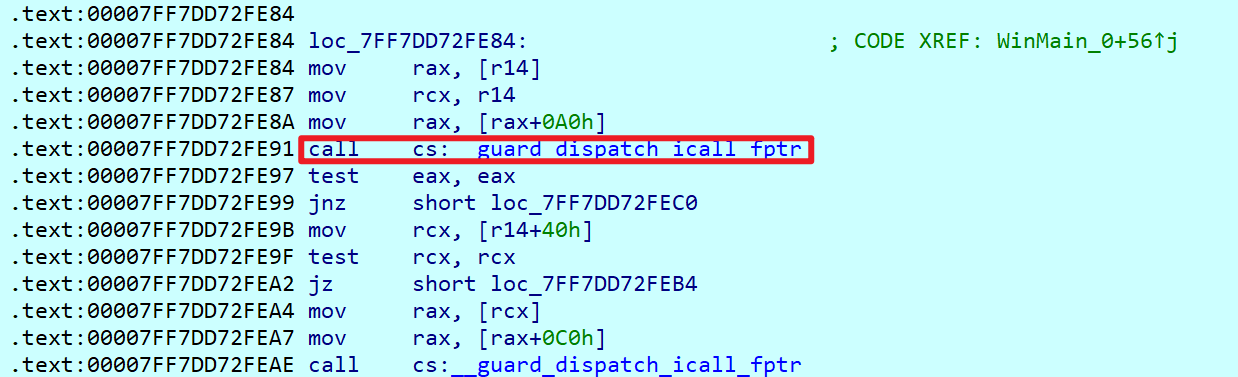 .text:00007FF7DD72FE84
.text:00007FF7DD72FE84 loc_7FF7DD72FE84:                       ; CODE XREF: WinMain_0+56↑j
.text:00007FF7DD72FE84 mov     rax, [r14]
.text:00007FF7DD72FE87 mov     rcx, r14
.text:00007FF7DD72FE8A mov     rax, [rax+0A0h]
.text:00007FF7DD72FE91 call    cs:__guard_dispatch_icall_fptr
.text:00007FF7DD72FE97 test    eax, eax
.text:00007FF7DD72FE99 jnz     short loc_7FF7DD72FEC0
.text:00007FF7DD72FE9B mov     rcx, [r14+40h]
.text:00007FF7DD72FE9F test    rcx, rcx
.text:00007FF7DD72FEA2 jz      short loc_7FF7DD72FEB4
.text:00007FF7DD72FEA4 mov     rax, [rcx]
.text:00007FF7DD72FEA7 mov     rax, [rax+0C0h]
.text:00007FF7DD72FEAE call    cs:__guard_dispatch_icall_fptr